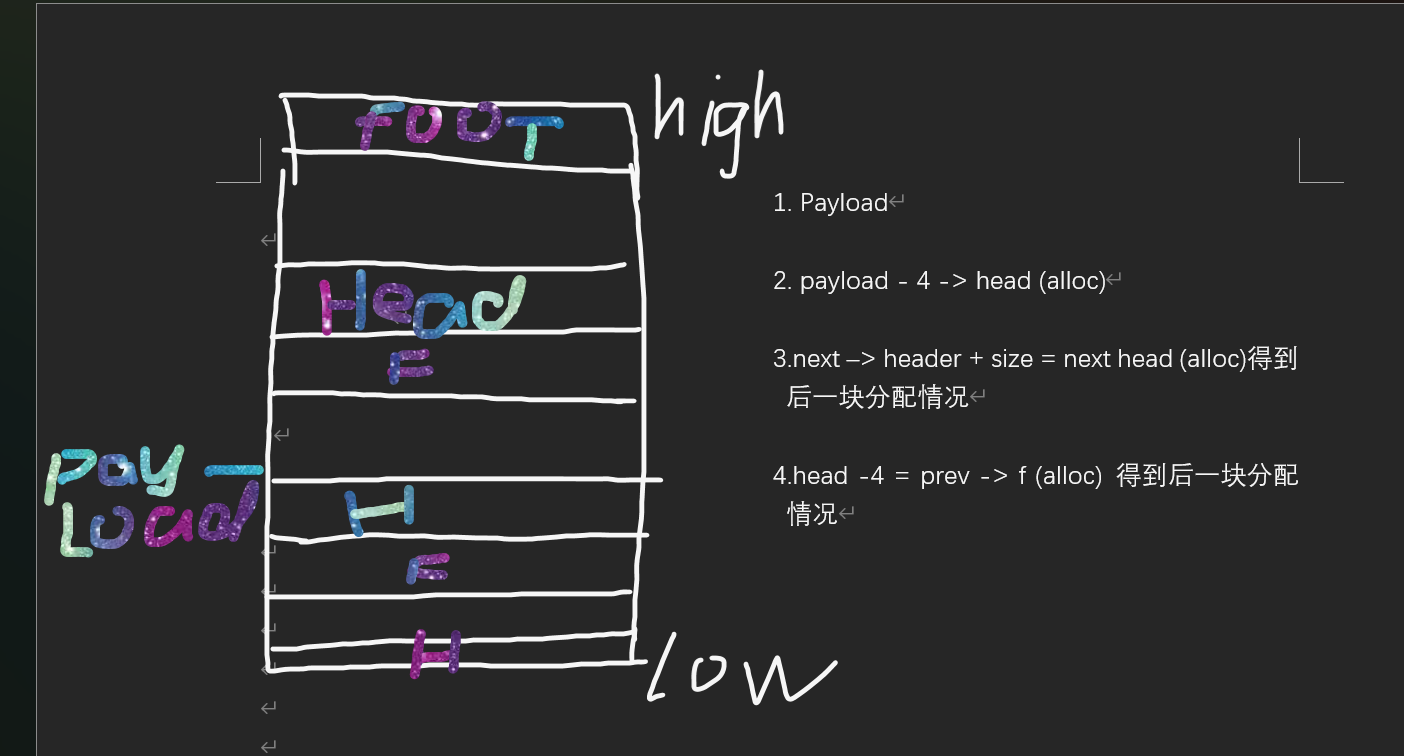 FOOT
high
1. Payload
2. payload - 4 -> head (alloc)
Head
3.next –> header + size = next head (alloc)得到
后一块分配情况
F
Pay
Load
4.head -4 = prev -> f (alloc) 得到后一块分配
情况
H
F
H
low